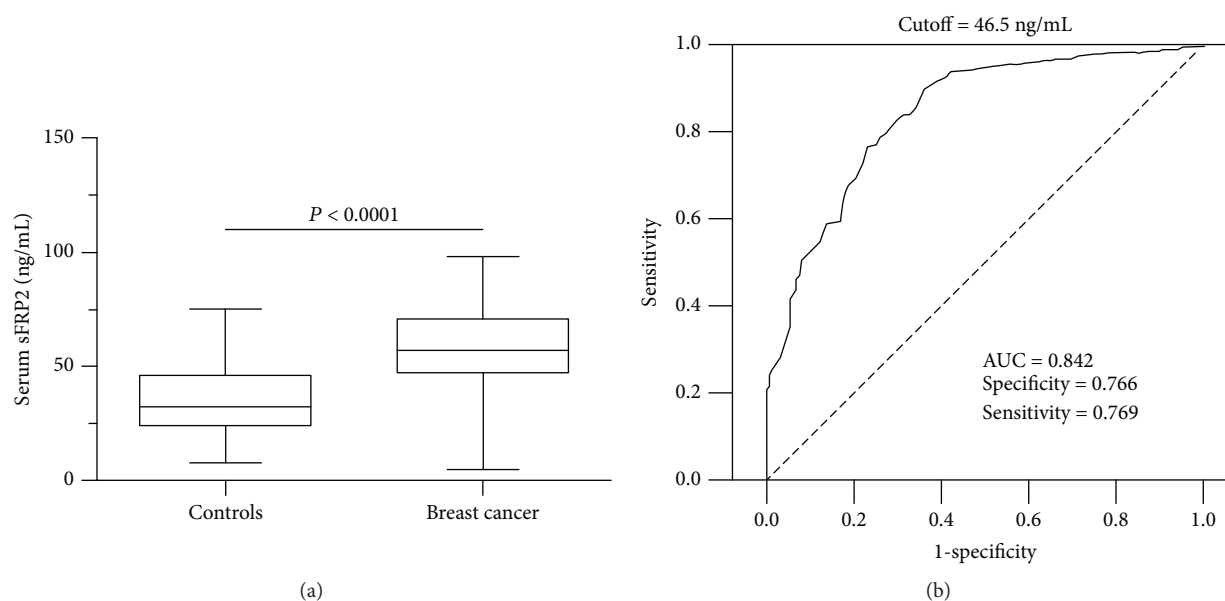 150
100
50
0
Serum sFRP2 (ng/mL)
P < 0.0001
Controls
Breast cancer
(a)
Cutoff = 46.5 ng/mL
1.0
0.8
0.6
0.4
0.2
0.0
Sensitivity
AUC = 0.842
Specificity = 0.766
Sensitivity = 0.769
0.0 0.2 0.4 0.6 0.8 1.0
1-specificity
(b)